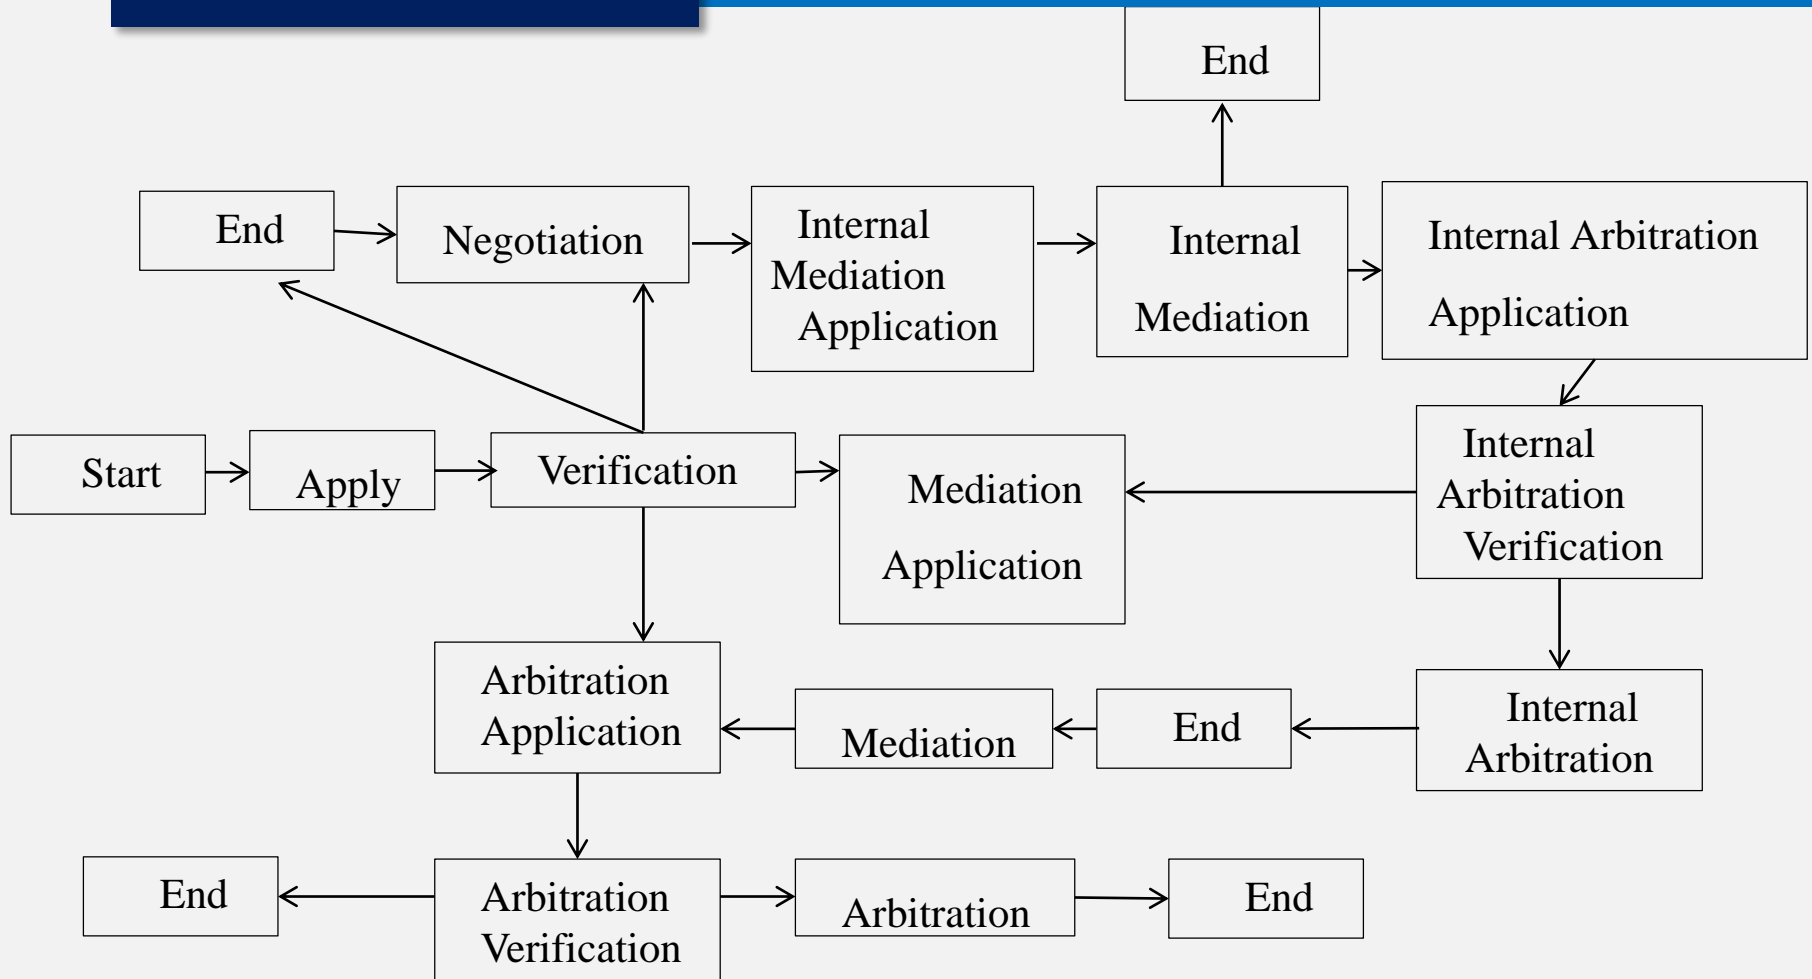 End
End
Negotiation
Internal
Mediation
Application
Internal
Mediation
Internal Arbitration
Application
Start
Apply
Verification
Mediation
Application
Internal
Arbitration
Verification
Arbitration
Application
Mediation
End
Internal
Arbitration
End
Arbitration
Verification
Arbitration
End